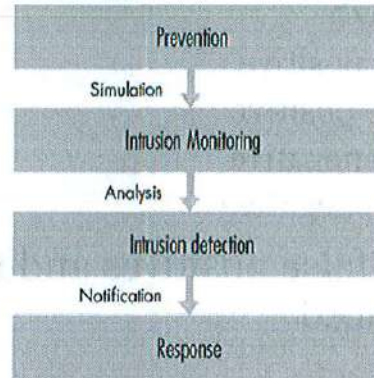 Prevention
Simulation
Intrusion Monitoring
Analysis
Intrusion detection
Notification
Response